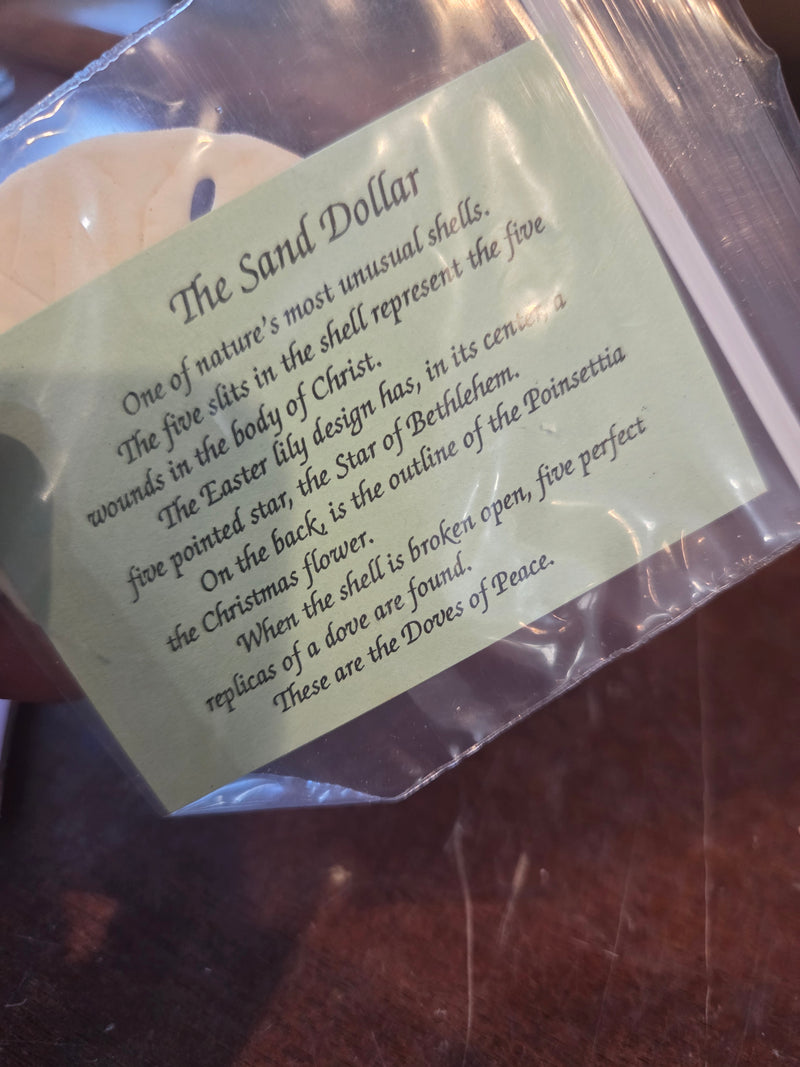 The Sand Dollar
One of nature's most unusual shells.
The five slits in the shell represent the five
wounds in the body of Christ.
The Easter lily design has, in its center, a
five pointed star, the Star of Bethlehem.
On the back, is the outline of the Poinsettia
the Christmas flower.
When the shell is broken open, five perfect
replicas of a dove are found.
These are the Doves of Peace.